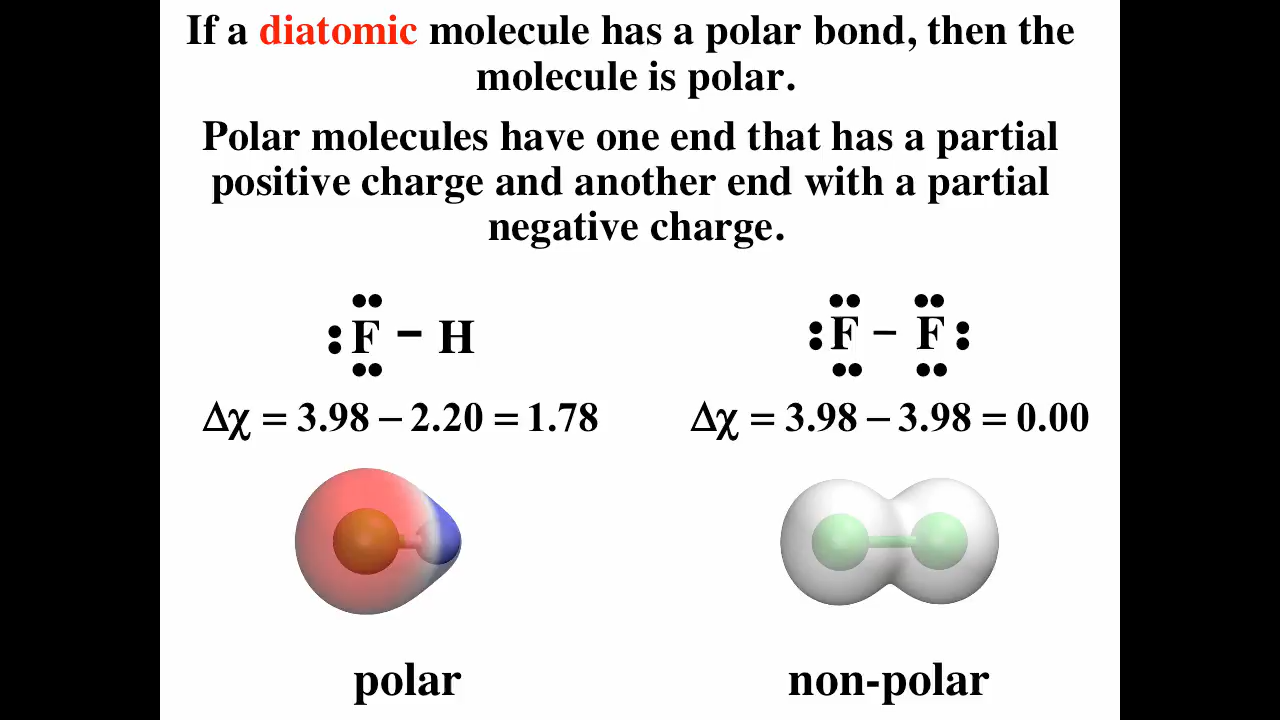 If a diatomic molecule has a polar bond, then the
molecule is polar.
Polar molecules have one end that has a partial
positive charge and another end with a partial
negative charge.
F – H
F – F
Δχ = 3.98 – 2.20 = 1.78
Δχ = 3.98 – 3.98 = 0.00
polar
non-polar